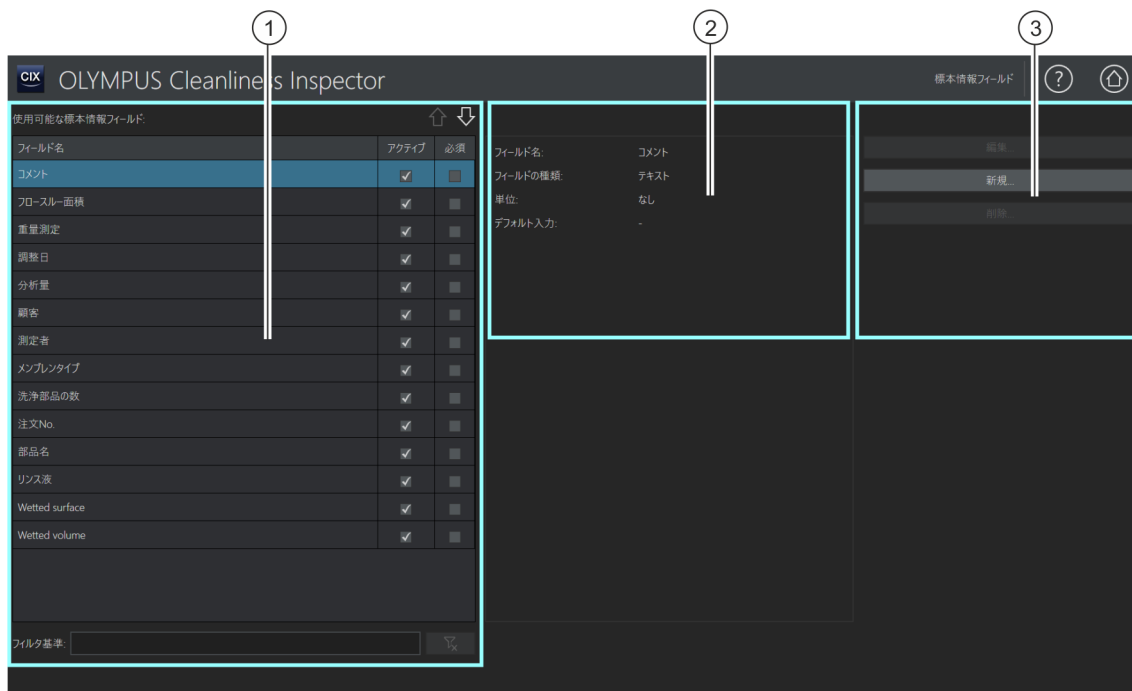 1
2
3
CIX OLYMPUS Cleanliness Inspector
標本情報フィールド
?
使用可能な標本情報フィールド:
フィールド名 アクティブ 必須
コメント
フロースルー面積
重量測定
調整日
分析量
顧客
測定者
メンブレンタイプ
洗浄部品の数
注文No.
部品名
リンス液
Wetted surface
Wetted volume
フィルタ基準:
フィールド名: コメント
フィールドの種類: テキスト
単位: なし
デフォルト入力: -
編集...
新規...
削除...